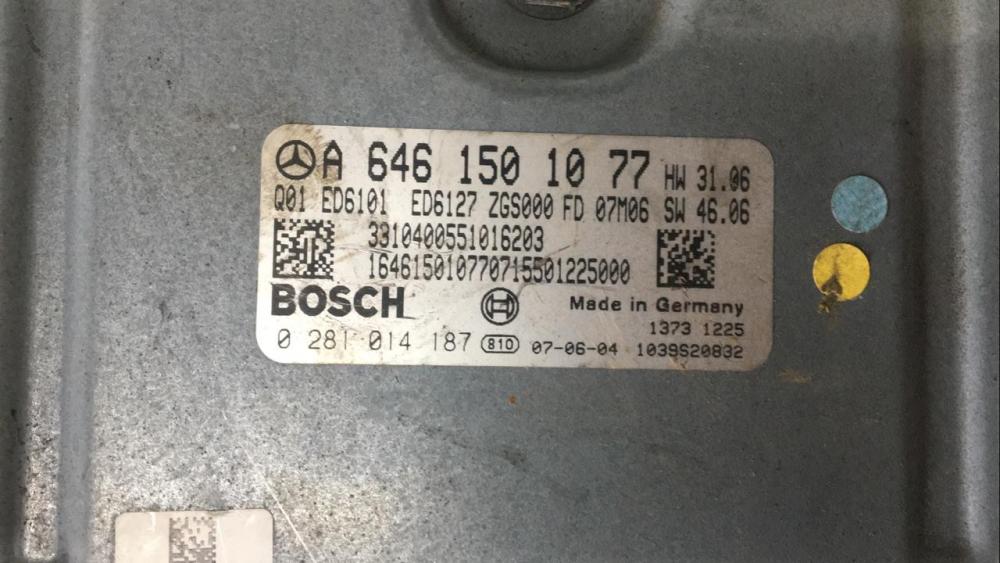 A 646 150 10 77 HW 31.06
Q01 ED6101 ED6127 ZGS000 FD 07M06 SW 46.06
3310400551016203
164615010770715501225000
BOSCH Made in Germany
1373 1225
0 281 014 187 810 07-06-04 1039S20832